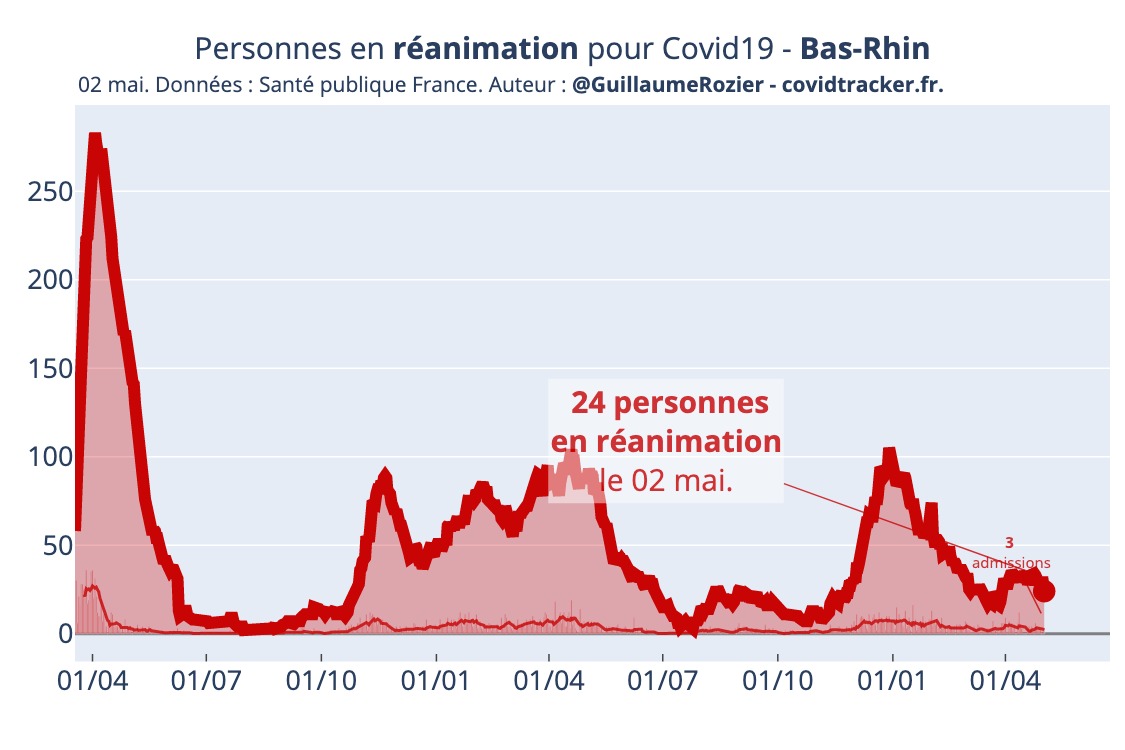 Personnes en réanimation pour Covid19 - Bas-Rhin
02 mai. Données : Santé publique France. Auteur : @GuillaumeRozier - covidtracker.fr.
250
200
150
100
50
0
24 personnes
en réanimation
le 02 mai.
3
admissions
01/04 01/07 01/10 01/01 01/04 01/07 01/10 01/01 01/04